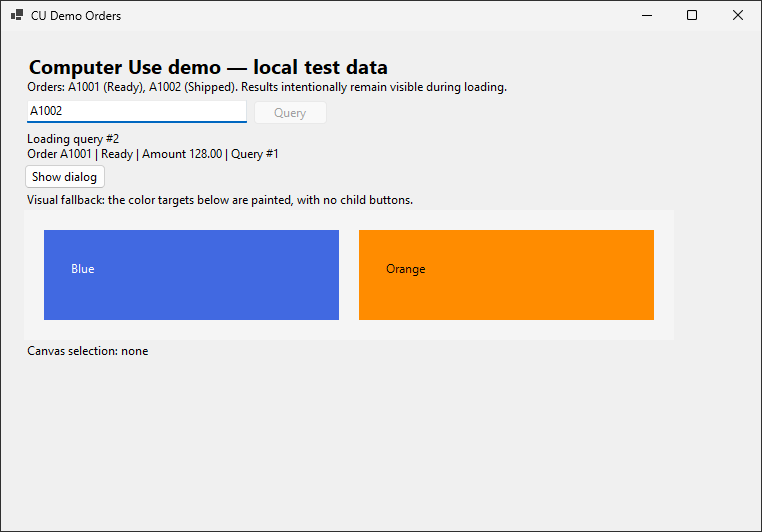 CU Demo Orders
Computer Use demo — local test data
Orders: A1001 (Ready), A1002 (Shipped). Results intentionally remain visible during loading.
A1002
Query
Loading query #2
Order A1001 | Ready | Amount 128.00 | Query #1
Show dialog
Visual fallback: the color targets below are painted, with no child buttons.
Blue
Orange
Canvas selection: none